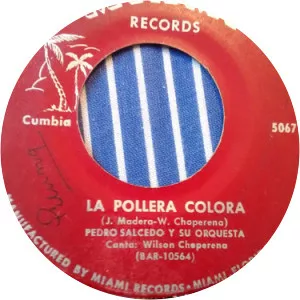 RECORDS
Cumbia
5067
LA POLLERA COLORA
(J. Madera-W. Choperena)
PEDRO SALCEDO Y SU ORQUESTA
Canta: Wilson Choperena
(BAR-10564)
MANUFACTURED BY MIAMI RECORDS - MIAMI